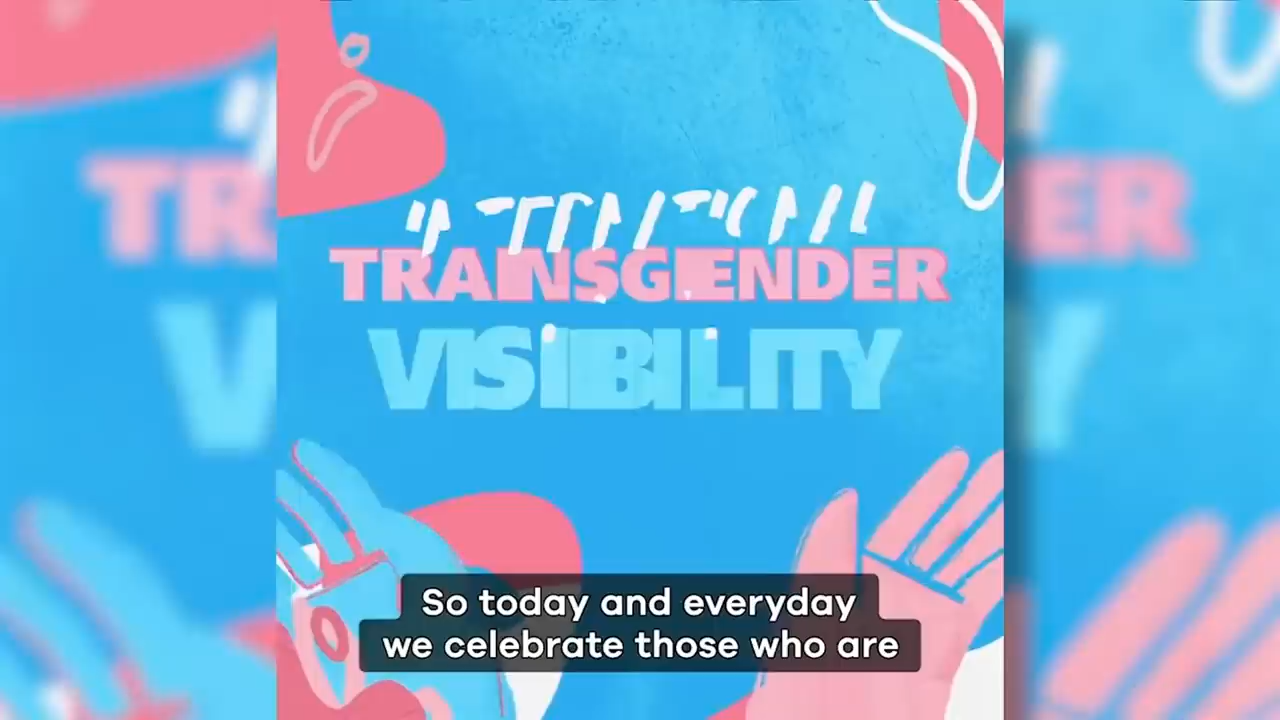 TRANSGENDER
VISIBILITY
So today and everyday
we celebrate those who are